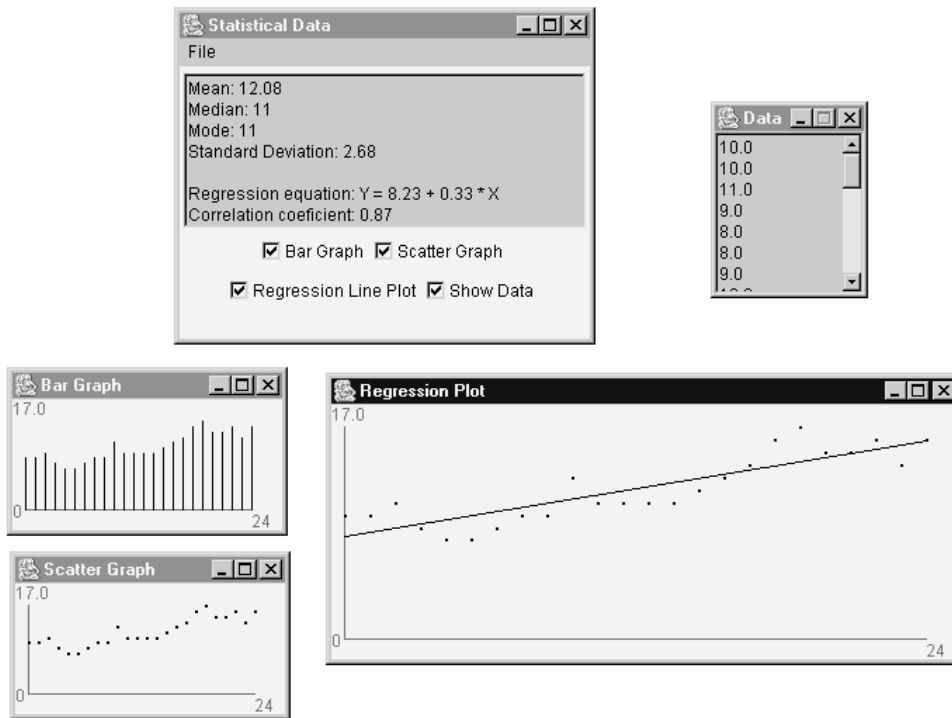 Statistical Data
File
Mean: 12.08
Median: 11
Mode: 11
Standard Deviation: 2.68
Regression equation: Y = 8.23 + 0.33 * X
Correlation coeficient: 0.87
Bar Graph Scatter Graph
Regression Line Plot Show Data
Data
10.0
10.0
11.0
9.0
8.0
8.0
9.0
Bar Graph
17.0
0
24
Scatter Graph
17.0
0
24
Regression Plot
17.0
0
24